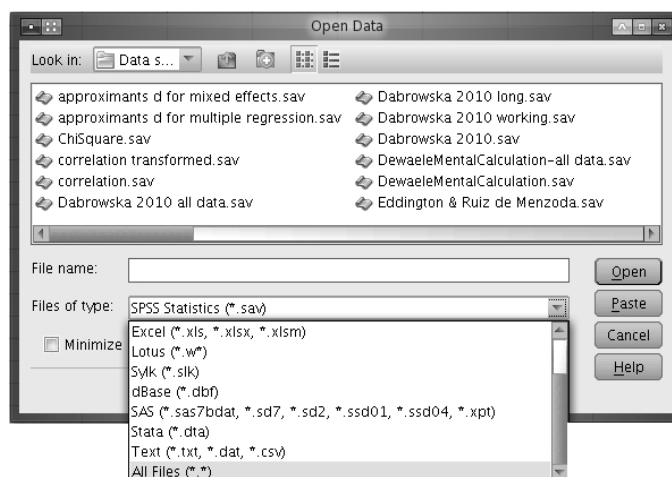 Open Data
Look in: Data s...
approximants d for mixed effects.sav
approximants d for multiple regression.sav
ChiSquare.sav
correlation transformed.sav
correlation.sav
Dabrowska 2010 all data.sav
Dabrowska 2010 long.sav
Dabrowska 2010 working.sav
Dabrowska 2010.sav
DewaeleMentalCalculation-all data.sav
DewaeleMentalCalculation.sav
Eddington & Ruiz de Menzoda.sav
File name:
Open
Files of type: SPSS Statistics (*.sav)
Paste
Minimize
Excel (*.xls, *.xlsx, *.xlsm)
Lotus (*.w*)
Sylk (*.slk)
dBase (*.dbf)
SAS (*.sas7bdat, *.sd7, *.sd2, *.ssd01, *.ssd04, *.xpt)
Stata (*.dta)
Text (*.txt, *.dat, *.csv)
All Files (*.*)
Cancel
Help